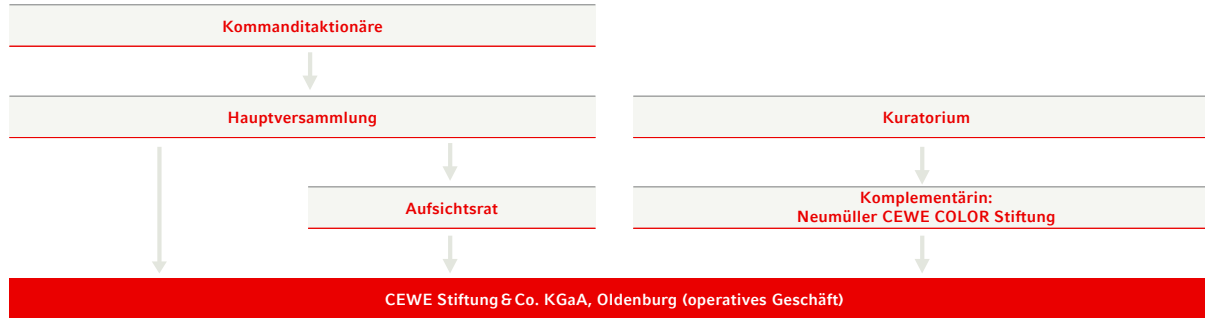 Kommanditaktionäre
Hauptversammlung
Kuratorium
Aufsichtsrat
Komplementärin:
Neumüller CEWE COLOR Stiftung
CEWE Stiftung & Co. KGaA, Oldenburg (operatives Geschäft)